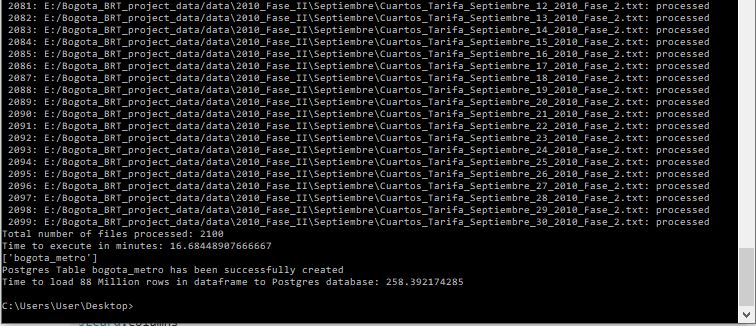 2081: E:/Bogota_BRT_project_data/data\2010_Fase_II\Septiembre\Cuartos_Tarifa_Septiembre_12_2010_Fase_2.txt: processed
2082: E:/Bogota_BRT_project_data/data\2010_Fase_II\Septiembre\Cuartos_Tarifa_Septiembre_13_2010_Fase_2.txt: processed
2083: E:/Bogota_BRT_project_data/data\2010_Fase_II\Septiembre\Cuartos_Tarifa_Septiembre_14_2010_Fase_2.txt: processed
2084: E:/Bogota_BRT_project_data/data\2010_Fase_II\Septiembre\Cuartos_Tarifa_Septiembre_15_2010_Fase_2.txt: processed
2085: E:/Bogota_BRT_project_data/data\2010_Fase_II\Septiembre\Cuartos_Tarifa_Septiembre_16_2010_Fase_2.txt: processed
2086: E:/Bogota_BRT_project_data/data\2010_Fase_II\Septiembre\Cuartos_Tarifa_Septiembre_17_2010_Fase_2.txt: processed
2087: E:/Bogota_BRT_project_data/data\2010_Fase_II\Septiembre\Cuartos_Tarifa_Septiembre_18_2010_Fase_2.txt: processed
2088: E:/Bogota_BRT_project_data/data\2010_Fase_II\Septiembre\Cuartos_Tarifa_Septiembre_19_2010_Fase_2.txt: processed
2089: E:/Bogota_BRT_project_data/data\2010_Fase_II\Septiembre\Cuartos_Tarifa_Septiembre_20_2010_Fase_2.txt: processed
2090: E:/Bogota_BRT_project_data/data\2010_Fase_II\Septiembre\Cuartos_Tarifa_Septiembre_21_2010_Fase_2.txt: processed
2091: E:/Bogota_BRT_project_data/data\2010_Fase_II\Septiembre\Cuartos_Tarifa_Septiembre_22_2010_Fase_2.txt: processed
2092: E:/Bogota_BRT_project_data/data\2010_Fase_II\Septiembre\Cuartos_Tarifa_Septiembre_23_2010_Fase_2.txt: processed
2093: E:/Bogota_BRT_project_data/data\2010_Fase_II\Septiembre\Cuartos_Tarifa_Septiembre_24_2010_Fase_2.txt: processed
2094: E:/Bogota_BRT_project_data/data\2010_Fase_II\Septiembre\Cuartos_Tarifa_Septiembre_25_2010_Fase_2.txt: processed
2095: E:/Bogota_BRT_project_data/data\2010_Fase_II\Septiembre\Cuartos_Tarifa_Septiembre_26_2010_Fase_2.txt: processed
2096: E:/Bogota_BRT_project_data/data\2010_Fase_II\Septiembre\Cuartos_Tarifa_Septiembre_27_2010_Fase_2.txt: processed
2097: E:/Bogota_BRT_project_data/data\2010_Fase_II\Septiembre\Cuartos_Tarifa_Septiembre_28_2010_Fase_2.txt: processed
2098: E:/Bogota_BRT_project_data/data\2010_Fase_II\Septiembre\Cuartos_Tarifa_Septiembre_29_2010_Fase_2.txt: processed
2099: E:/Bogota_BRT_project_data/data\2010_Fase_II\Septiembre\Cuartos_Tarifa_Septiembre_30_2010_Fase_2.txt: processed
Total number of files processed: 2100
Time to execute in minutes: 16.68448907666667
['bogota_metro']
Postgres Table bogota_metro has been successfully created
Time to load 88 Million rows in dataframe to Postgres database: 258.392174285
C:\Users\User\Desktop>